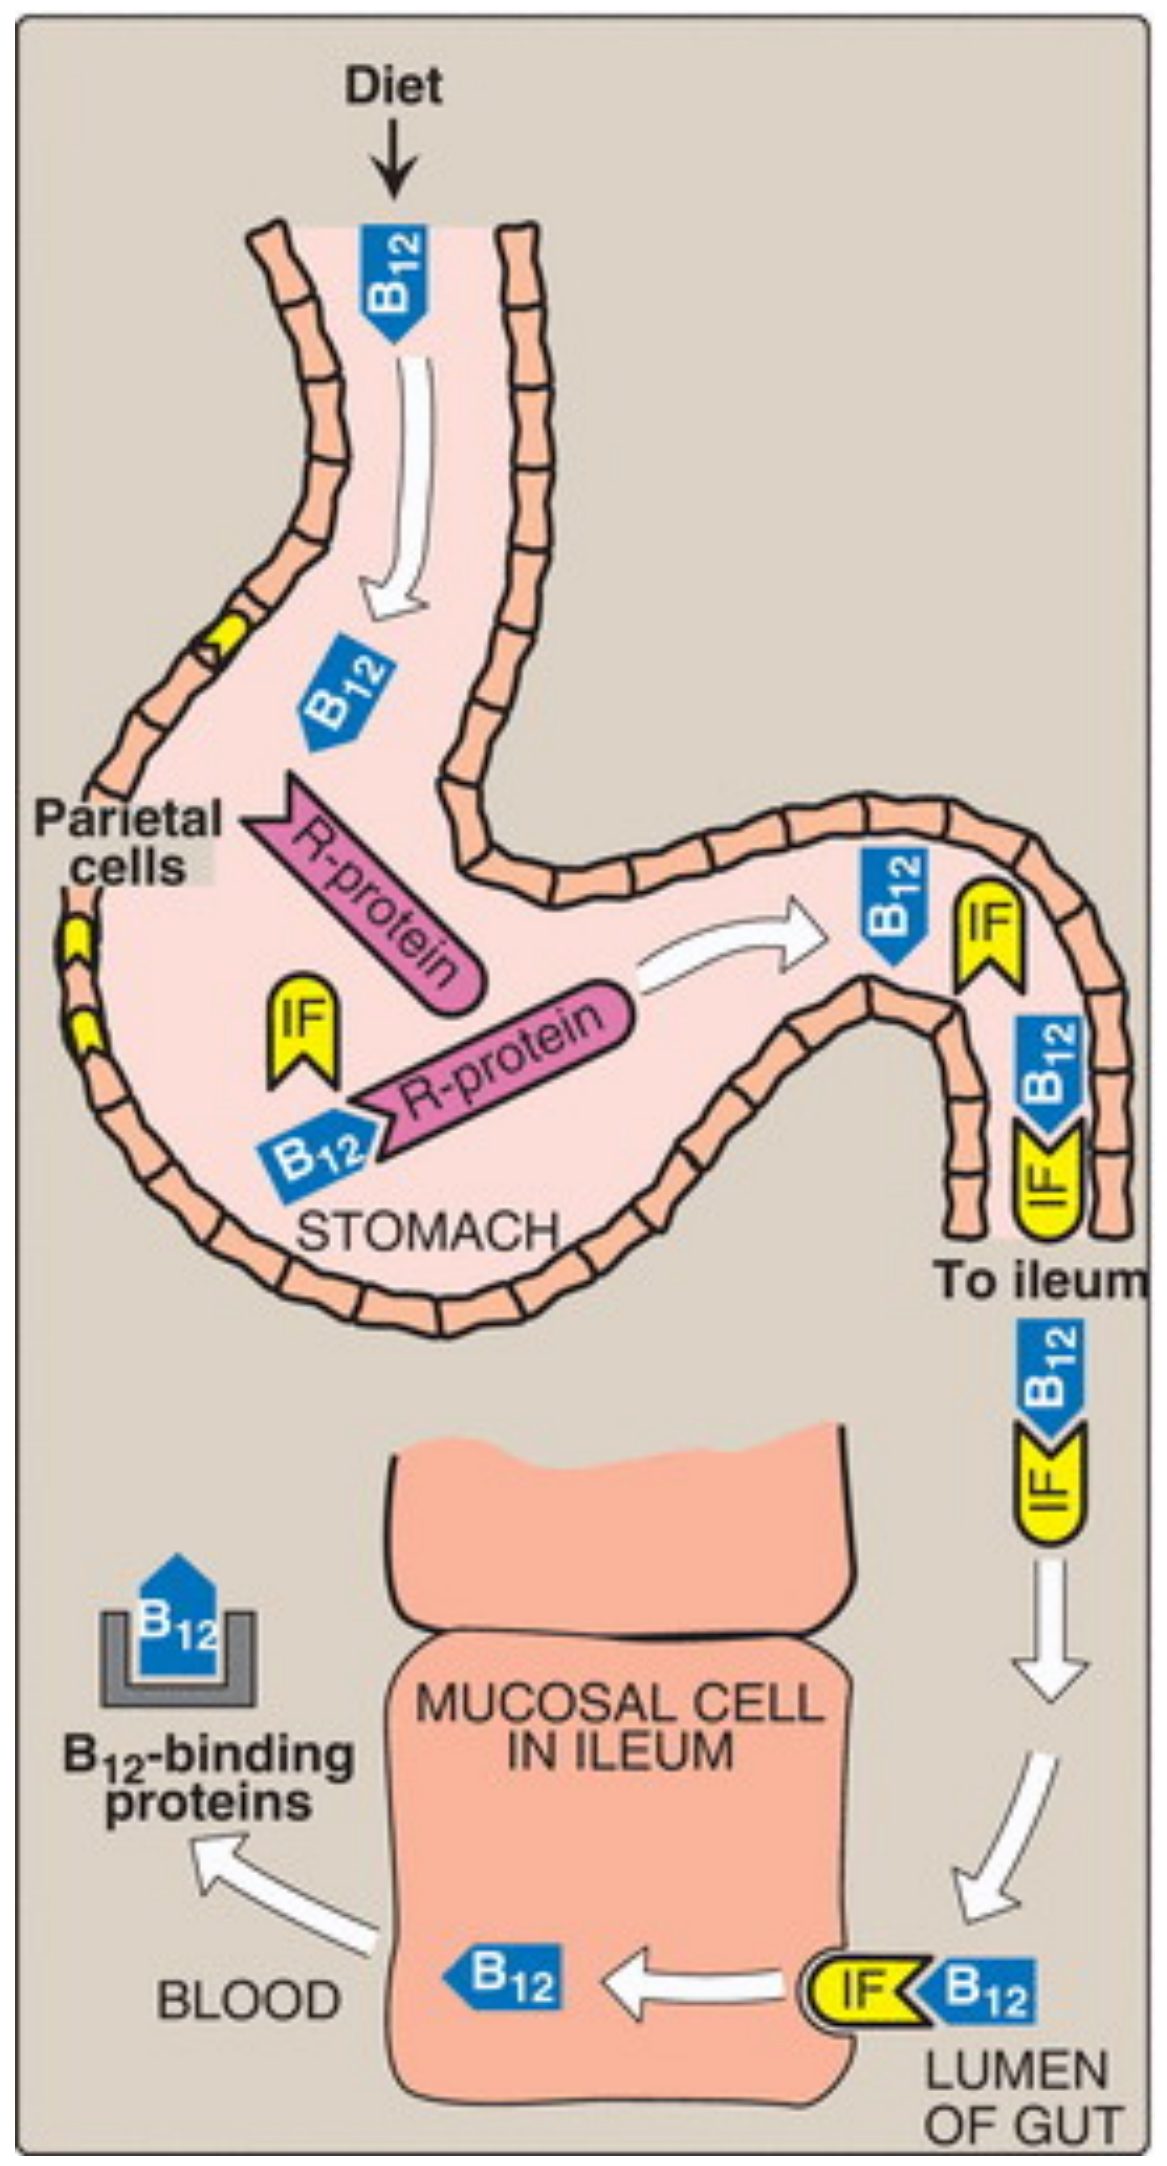 Diet
B12
B12
Parietal
cells
R-protein
IF
R-protein
B12
STOMACH
B12
IF
B12
IF
To ileum
B12
IF
MUCOSAL CELL
IN ILEUM
B12
B12-binding
proteins
BLOOD
B12
IF
B12
LUMEN
OF GUT